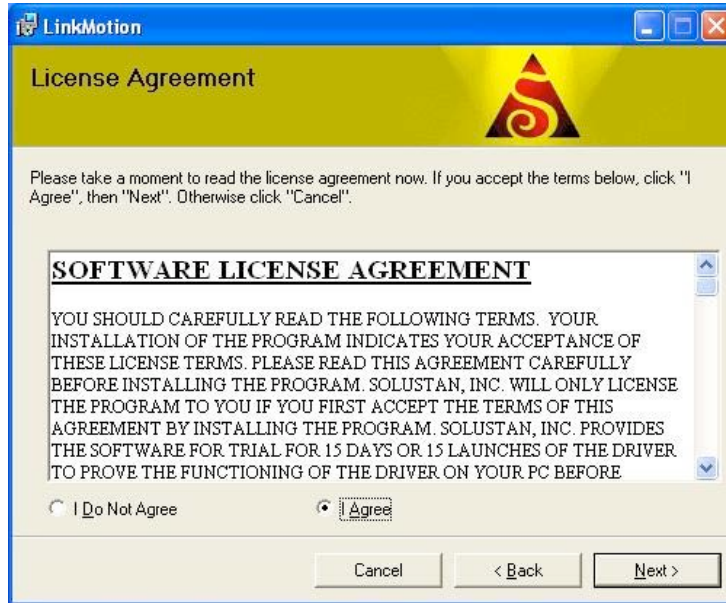 LinkMotion
License Agreement
Please take a moment to read the license agreement now. If you accept the terms below, click "I
Agree", then "Next". Otherwise click "Cancel".
SOFTWARE LICENSE AGREEMENT
YOU SHOULD CAREFULLY READ THE FOLLOWING TERMS. YOUR
INSTALLATION OF THE PROGRAM INDICATES YOUR ACCEPTANCE OF
THESE LICENSE TERMS. PLEASE READ THIS AGREEMENT CAREFULLY
BEFORE INSTALLING THE PROGRAM. SOLUSTAN, INC. WILL ONLY LICENSE
THE PROGRAM TO YOU IF YOU FIRST ACCEPT THE TERMS OF THIS
AGREEMENT BY INSTALLING THE PROGRAM. SOLUSTAN, INC. PROVIDES
THE SOFTWARE FOR TRIAL FOR 15 DAYS OR 15 LAUNCHES OF THE DRIVER
TO PROVE THE FUNCTIONING OF THE DRIVER ON YOUR PC BEFORE
I Do Not Agree I Agree
Cancel < Back Next >